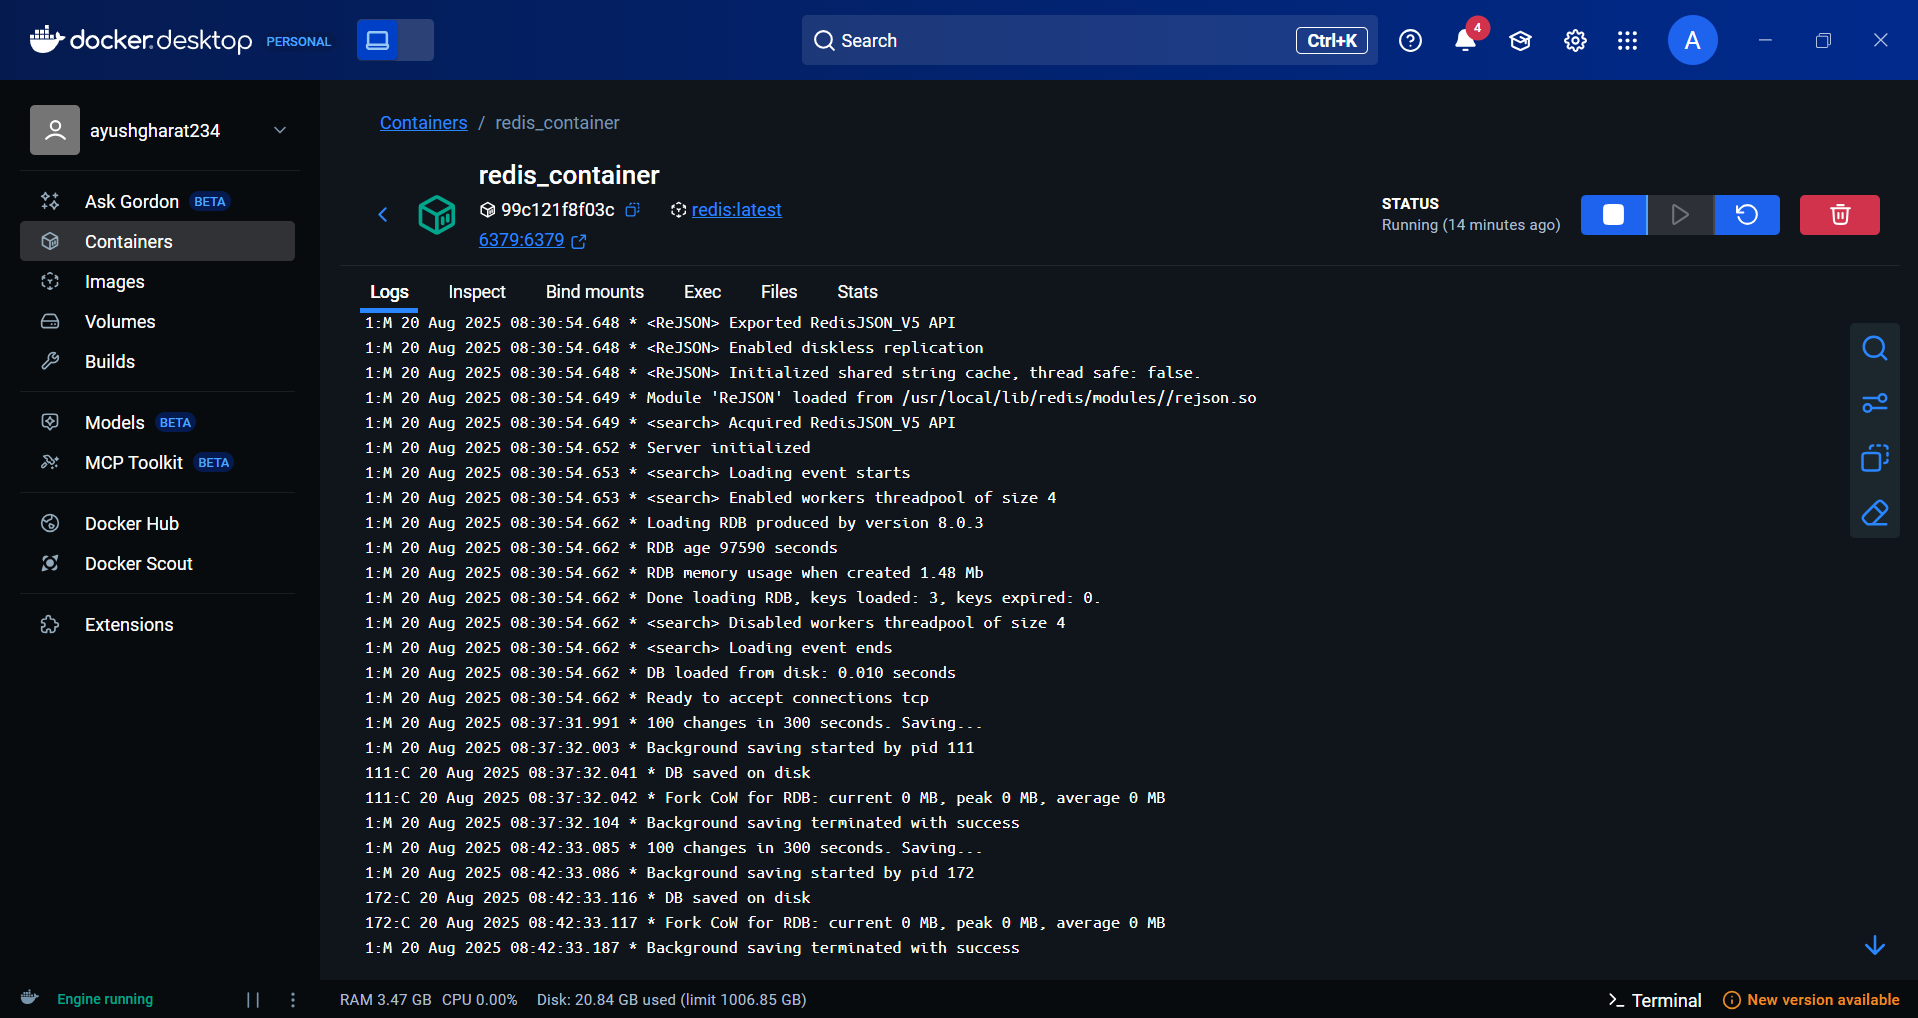 docker.desktop PERSONAL
Search
Ctrl+K
4
A
ayushgharat234
Ask Gordon BETA
Containers
Images
Volumes
Builds
Models BETA
MCP Toolkit BETA
Docker Hub
Docker Scout
Extensions
Containers / redis_container
redis_container
99c121f8f03c redis:latest
6379:6379
STATUS
Running (14 minutes ago)
Logs Inspect Bind mounts Exec Files Stats
1:M 20 Aug 2025 08:30:54.648 * <ReJSON> Exported RedisJSON_V5 API
1:M 20 Aug 2025 08:30:54.648 * <ReJSON> Enabled diskless replication
1:M 20 Aug 2025 08:30:54.648 * <ReJSON> Initialized shared string cache, thread safe: false.
1:M 20 Aug 2025 08:30:54.649 * Module 'ReJSON' loaded from /usr/local/lib/redis/modules//rejson.so
1:M 20 Aug 2025 08:30:54.649 * <search> Acquired RedisJSON_V5 API
1:M 20 Aug 2025 08:30:54.652 * Server initialized
1:M 20 Aug 2025 08:30:54.653 * <search> Loading event starts
1:M 20 Aug 2025 08:30:54.653 * <search> Enabled workers threadpool of size 4
1:M 20 Aug 2025 08:30:54.662 * Loading RDB produced by version 8.0.3
1:M 20 Aug 2025 08:30:54.662 * RDB age 97590 seconds
1:M 20 Aug 2025 08:30:54.662 * RDB memory usage when created 1.48 Mb
1:M 20 Aug 2025 08:30:54.662 * Done loading RDB, keys loaded: 3, keys expired: 0.
1:M 20 Aug 2025 08:30:54.662 * <search> Disabled workers threadpool of size 4
1:M 20 Aug 2025 08:30:54.662 * <search> Loading event ends
1:M 20 Aug 2025 08:30:54.662 * DB loaded from disk: 0.010 seconds
1:M 20 Aug 2025 08:30:54.662 * Ready to accept connections tcp
1:M 20 Aug 2025 08:37:31.991 * 100 changes in 300 seconds. Saving...
1:M 20 Aug 2025 08:37:32.003 * Background saving started by pid 111
111:C 20 Aug 2025 08:37:32.041 * DB saved on disk
111:C 20 Aug 2025 08:37:32.042 * Fork CoW for RDB: current 0 MB, peak 0 MB, average 0 MB
1:M 20 Aug 2025 08:37:32.104 * Background saving terminated with success
1:M 20 Aug 2025 08:42:33.085 * 100 changes in 300 seconds. Saving...
1:M 20 Aug 2025 08:42:33.086 * Background saving started by pid 172
172:C 20 Aug 2025 08:42:33.116 * DB saved on disk
172:C 20 Aug 2025 08:42:33.117 * Fork CoW for RDB: current 0 MB, peak 0 MB, average 0 MB
1:M 20 Aug 2025 08:42:33.187 * Background saving terminated with success
Engine running
RAM 3.47 GB CPU 0.00% Disk: 20.84 GB used (limit 1006.85 GB)
Terminal
New version available